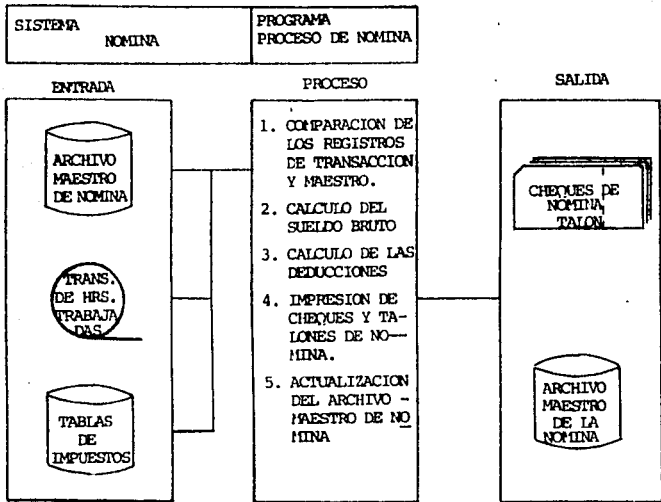 SISTEMA
NOMINA
PROGRAMA
PROCESO DE NOMINA
ENTRADA
ARCHIVO
MAESTRO
DE NOMINA
TRANS.
DE HRS.
TRABAJA
DAS
TABLAS
DE
IMPUESTOS
PROCESO
1. COMPARACION DE
LOS REGISTROS
DE TRANSACCION
Y MAESTRO.
2. CALCULO DEL
SUELDO BRUTO
3. CALCULO DE LAS
DEDUCCIONES
4. IMPRESION DE
CHEQUES Y TA-
LONES DE NO--
MINA.
5. ACTUALIZACION
DEL ARCHIVO -
MAESTRO DE NO
MINA
SALIDA
CHEQUES DE
NOMINA
TALON
ARCHIVO
MAESTRO
DE LA
NOMINA